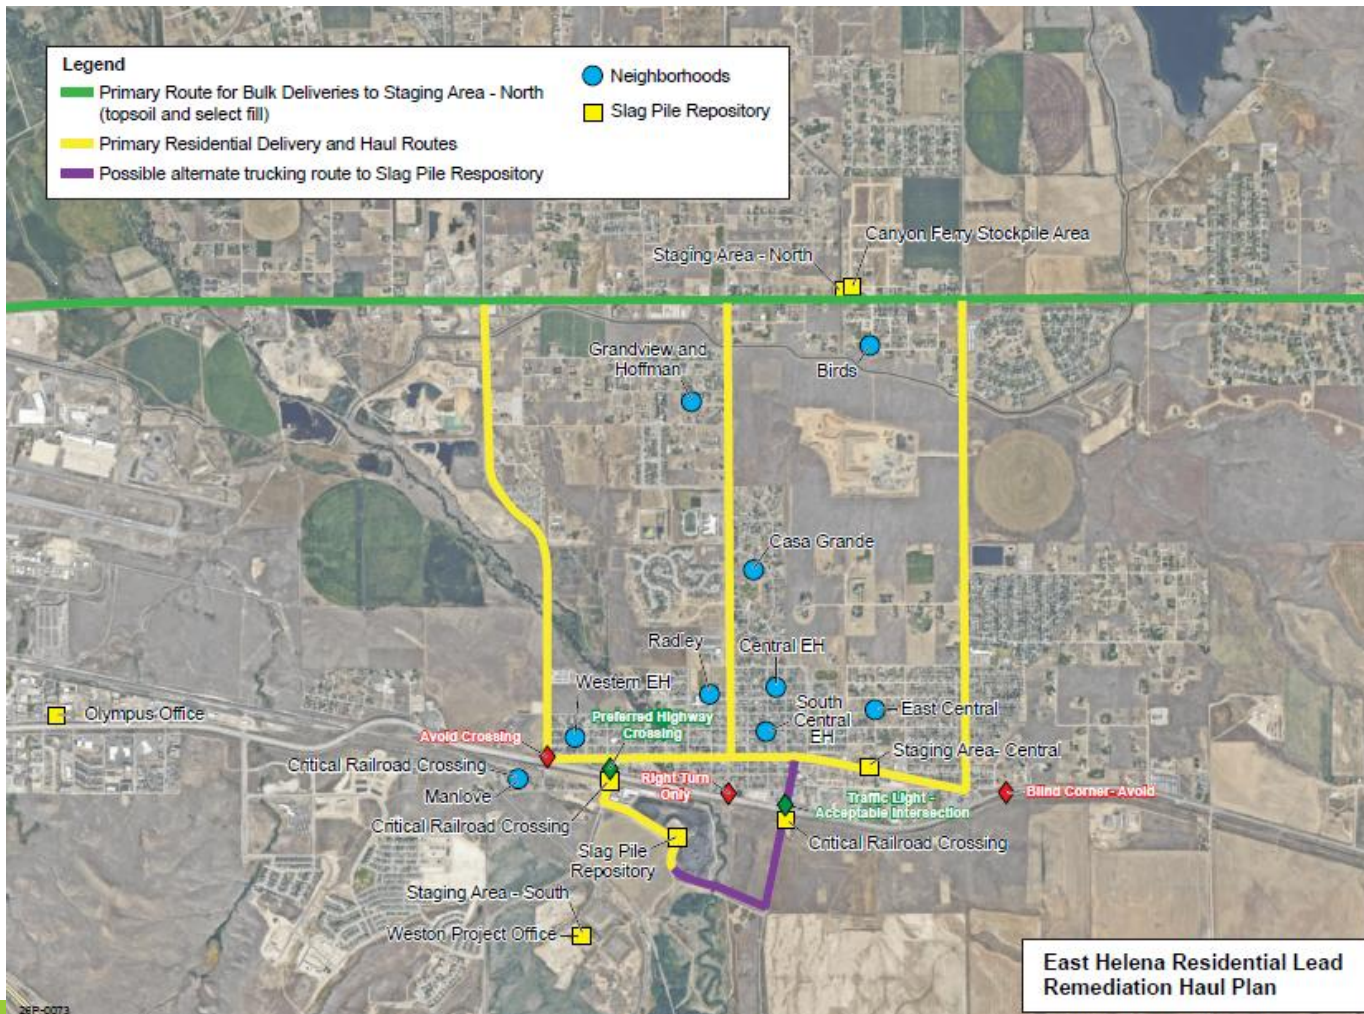 Legend
Primary Route for Bulk Deliveries to Staging Area - North
(topsoil and select fill)
Primary Residential Delivery and Haul Routes
Possible alternate trucking route to Slag Pile Respository
Neighborhoods
Slag Pile Repository
Canyon Ferry Stockpile Area
Staging Area - North
Grandview and
Hoffman
Birds
Casa Grande
Radley
Central EH
Western EH
South
Central
EH
East Central
Olympus Office
Preferred Highway
Crossing
Avoid Crossing
Staging Area- Central
Critical Railroad Crossing
Manlove
Right Turn
Only
Blind Corner- Avoid
Traffic Light -
Acceptable Intersection
Critical Railroad Crossing
Critical Railroad Crossing
Slag Pile
Repository
Staging Area - South
Weston Project Office
East Helena Residential Lead
Remediation Haul Plan
26P-0073